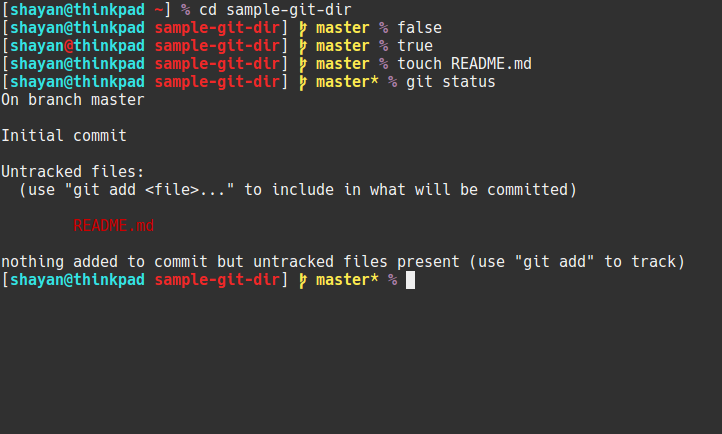 [shayan@thinkpad ~] % cd sample-git-dir
[shayan@thinkpad sample-git-dir] ⑂ master % false
[shayan@thinkpad sample-git-dir] ⑂ master % true
[shayan@thinkpad sample-git-dir] ⑂ master % touch README.md
[shayan@thinkpad sample-git-dir] ⑂ master* % git status
On branch master
Initial commit
Untracked files:
  (use "git add <file>..." to include in what will be committed)
        README.md
nothing added to commit but untracked files present (use "git add" to track)
[shayan@thinkpad sample-git-dir] ⑂ master* %